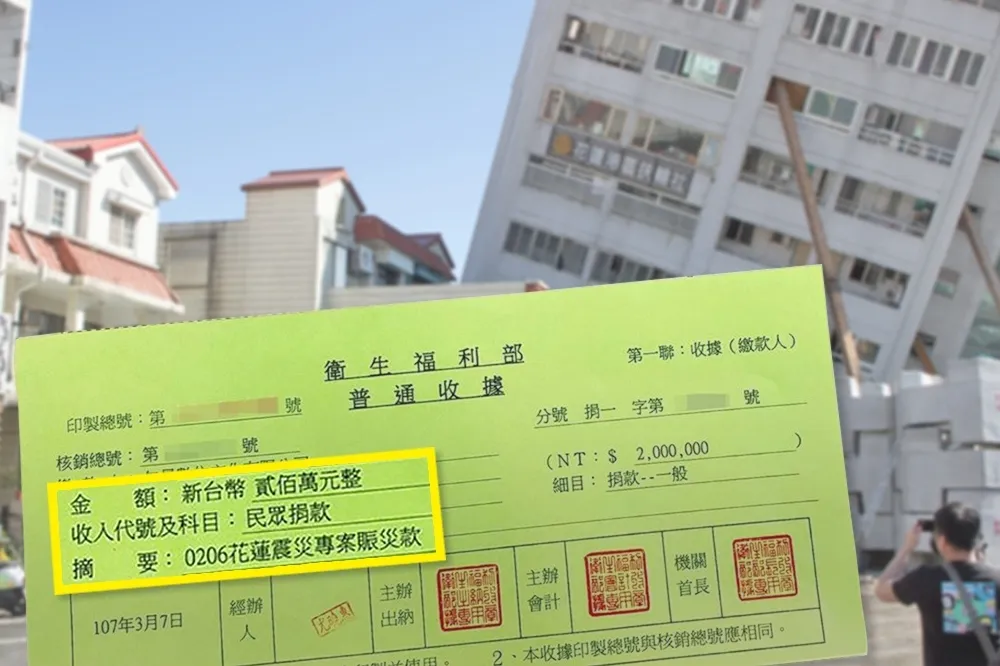 衛生福利部
普通收據
第一聯：收據（繳款人）
印製總號：第 號
分號 捐一 字第 號
核銷總號：第 號
(NT：$ 2,000,000 )
細目：捐款--一般
金 額：新台幣 貳佰萬元整
收入代號及科目：民眾捐款
摘 要：0206花蓮震災專案賑災款
107年3月7日
經辦人
主辦出納
主辦會計
機關首長
2、本收據印製總號與核銷總號應相同。